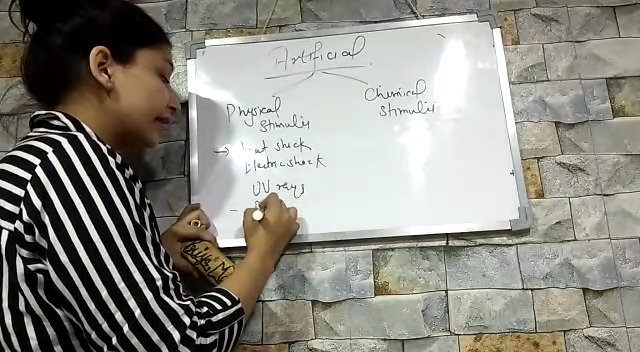 Artificial
Physical
Stimuli
Chemical
Stimuli
→ Heat shock
Electric shock
UV rays
-